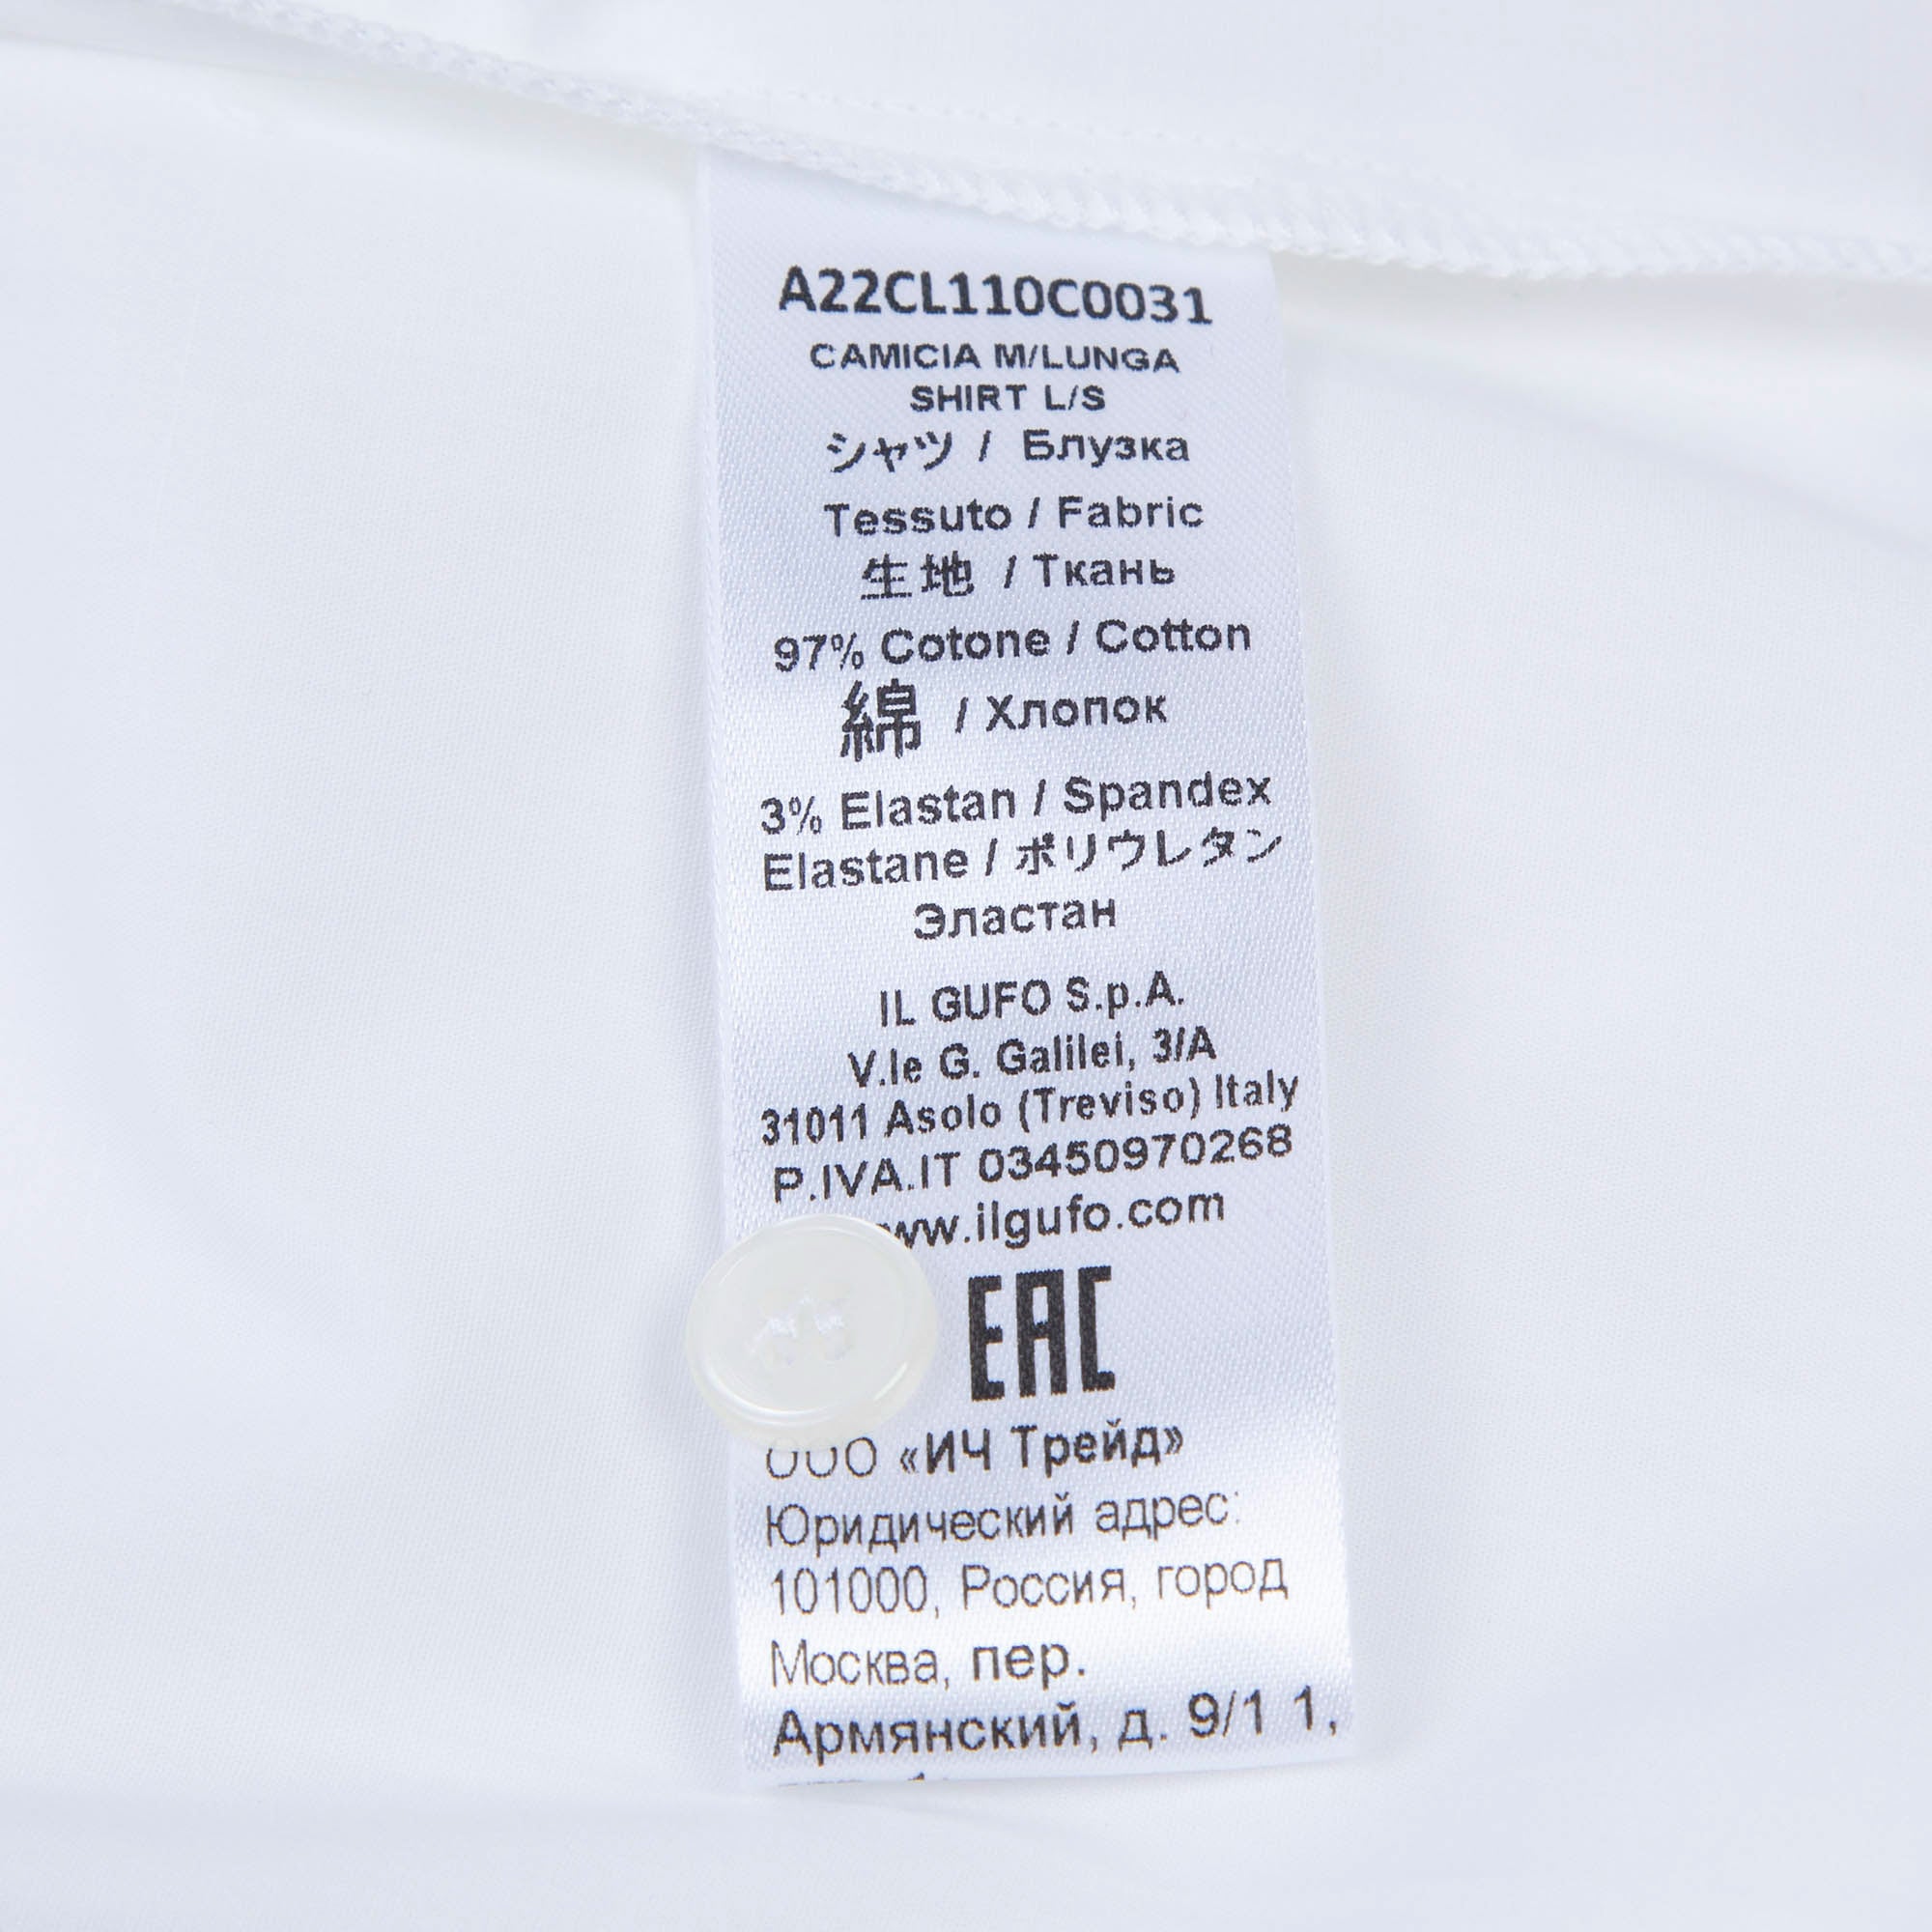 A22CL110C0031
CAMICIA M/LUNGA
SHIRT L/S
シャツ / Блузка
Tessuto / Fabric
生地 / Ткань
97% Cotone / Cotton
綿 / Хлопок
3% Elastan / Spandex
Elastane / ポリウレタン
Эластан
IL GUFO S.p.A.
V.le G. Galilei, 3/A
31011 Asolo (Treviso) Italy
P.IVA.IT 03450970268
www.ilgufo.com
EAC
ООО «ИЧ Трейд»
Юридический адрес:
101000, Россия, город
Москва, пер.
Армянский, д. 9/1 1,